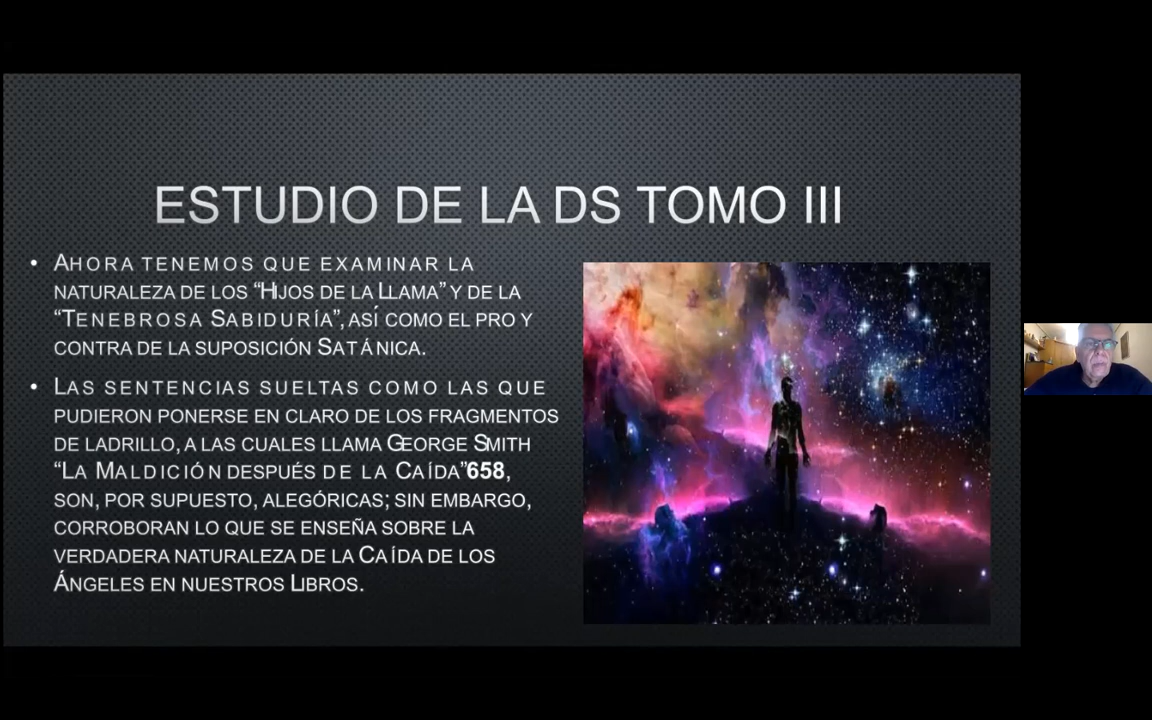 ESTUDIO DE LA DS TOMO III
• AHORA TENEMOS QUE EXAMINAR LA
NATURALEZA DE LOS “HIJOS DE LA LLAMA” Y DE LA
“TENEBROSA SABIDURÍA”, ASÍ COMO EL PRO Y
CONTRA DE LA SUPOSICIÓN SATÁNICA.
• LAS SENTENCIAS SUELTAS COMO LAS QUE
PUDIERON PONERSE EN CLARO DE LOS FRAGMENTOS
DE LADRILLO, A LAS CUALES LLAMA GEORGE SMITH
“LA MALDICIÓN DESPUÉS DE LA CAÍDA”658,
SON, POR SUPUESTO, ALEGÓRICAS; SIN EMBARGO,
CORROBORAN LO QUE SE ENSEÑA SOBRE LA
VERDADERA NATURALEZA DE LA CAÍDA DE LOS
ÁNGELES EN NUESTROS LIBROS.